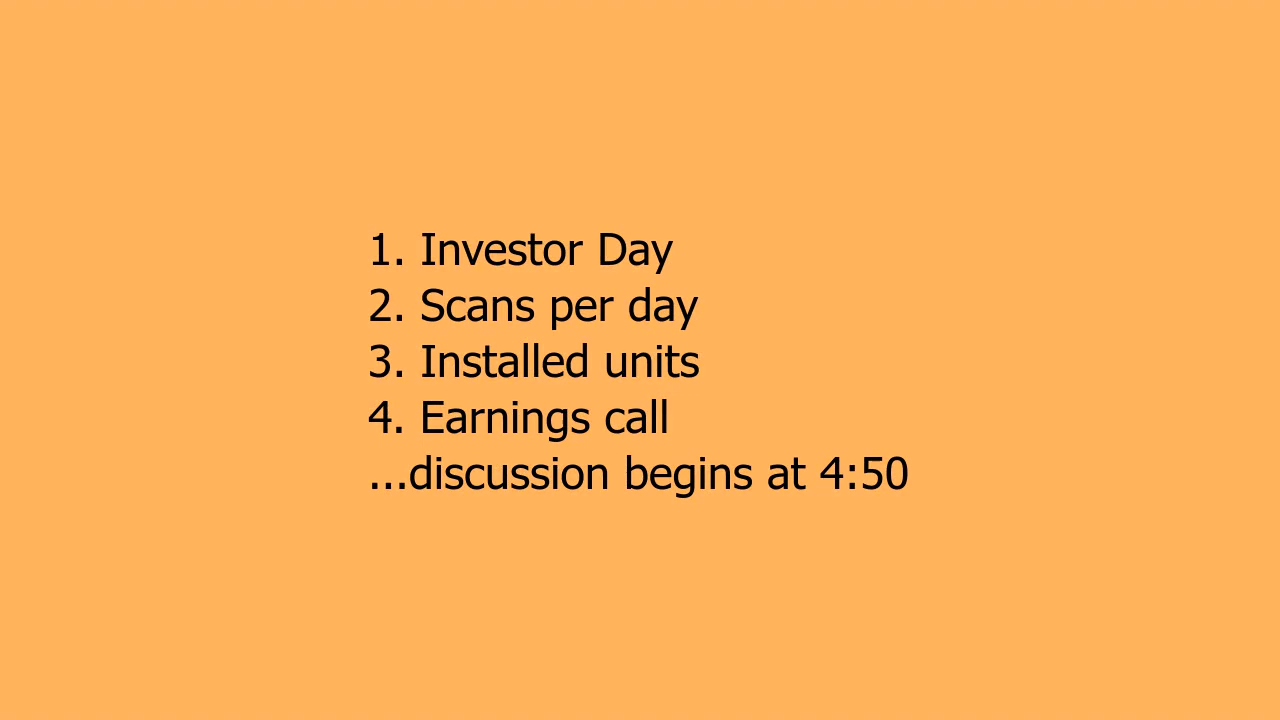 1. Investor Day
2. Scans per day
3. Installed units
4. Earnings call
...discussion begins at 4:50